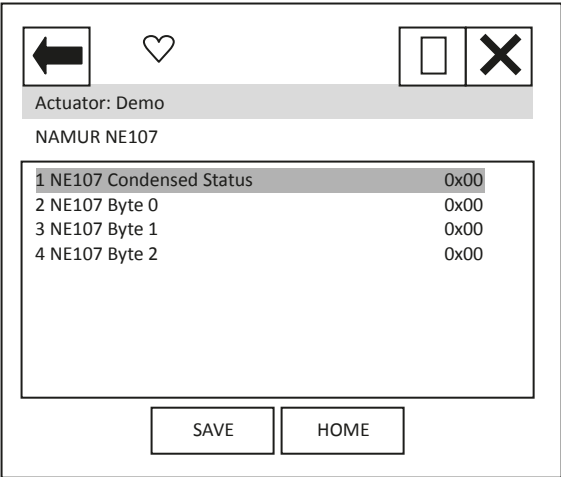 Actuator: Demo
NAMUR NE107
1 NE107 Condensed Status 0x00
2 NE107 Byte 0 0x00
3 NE107 Byte 1 0x00
4 NE107 Byte 2 0x00
SAVE HOME